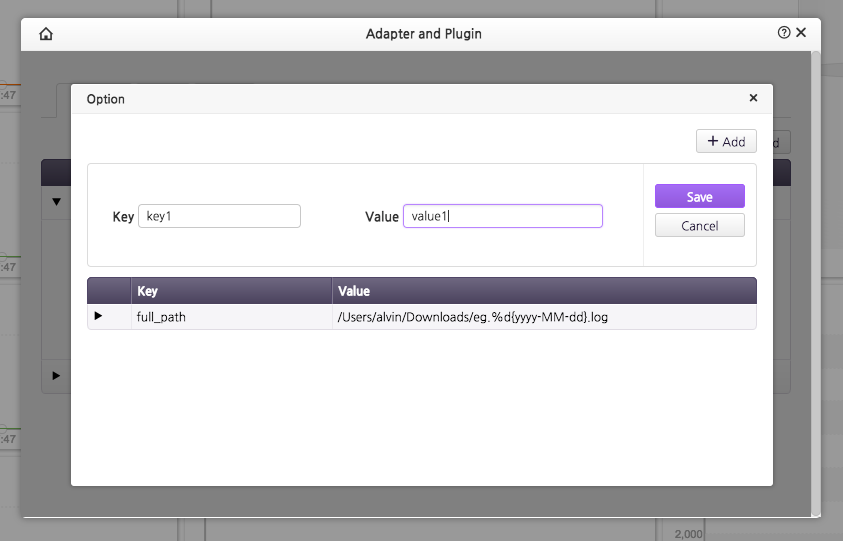 Adapter and Plugin
:47
Option
+ Add
d
Key key1 Value value1
Save
Cancel
Key Value
full_path /Users/alvin/Downloads/eg.%d{yyyy-MM-dd}.log
:47
:47
2,000